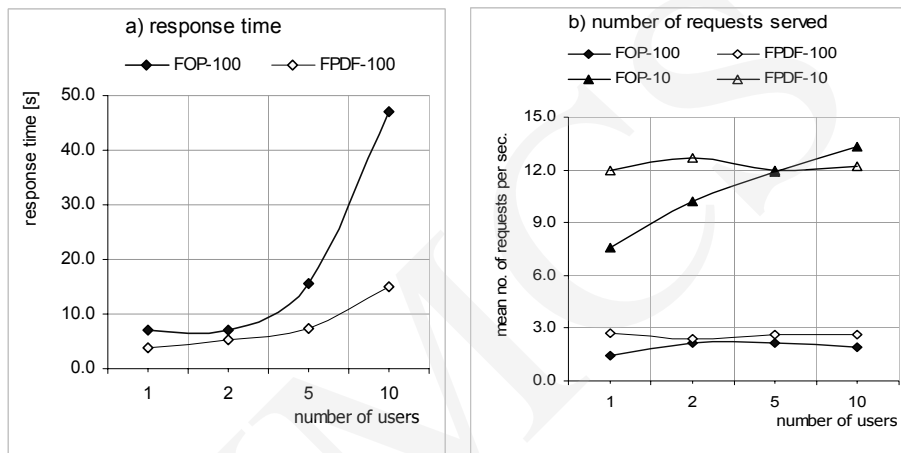 a) response time
FOP-100 FPDF-100
response time [s]
50.0
40.0
30.0
20.0
10.0
0.0
1 2 5 10
number of users
b) number of requests served
FOP-100 FPDF-100
FOP-10 FPDF-10
mean no. of requests per sec.
15.0
12.0
9.0
6.0
3.0
0.0
1 2 5 10
number of users